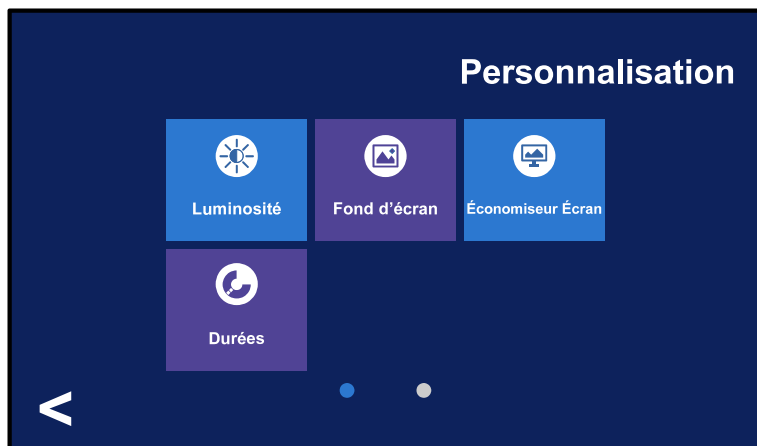 Personnalisation
Luminosité
Fond d’écran
Économiseur Écran
Durées
<